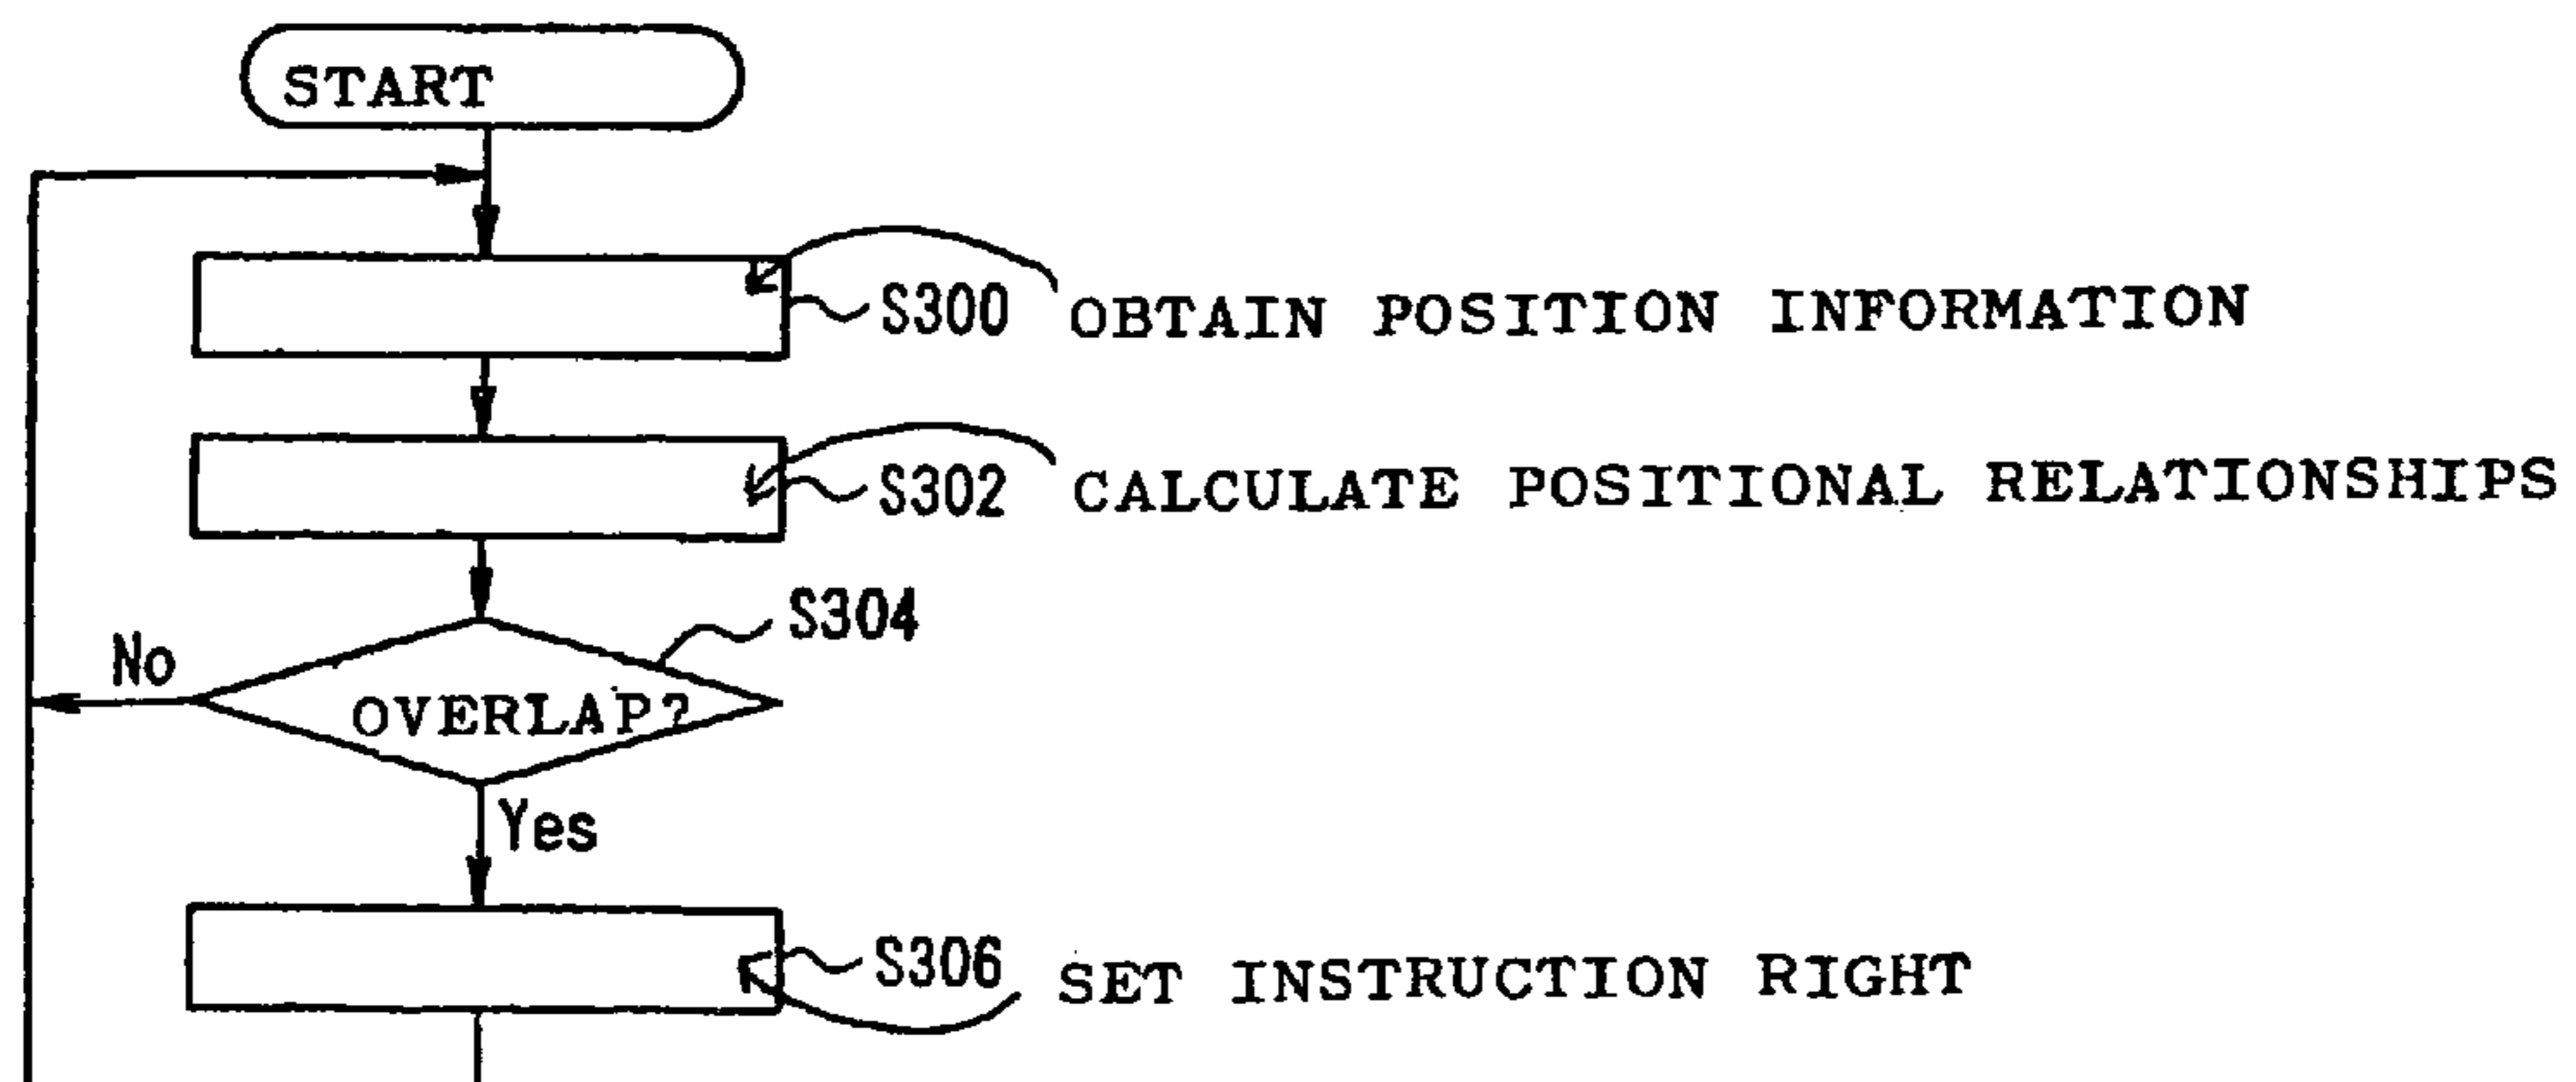 START
S300 OBTAIN POSITION INFORMATION
S302 CALCULATE POSITIONAL RELATIONSHIPS
S304
No
OVERLAP?
Yes
S306 SET INSTRUCTION RIGHT